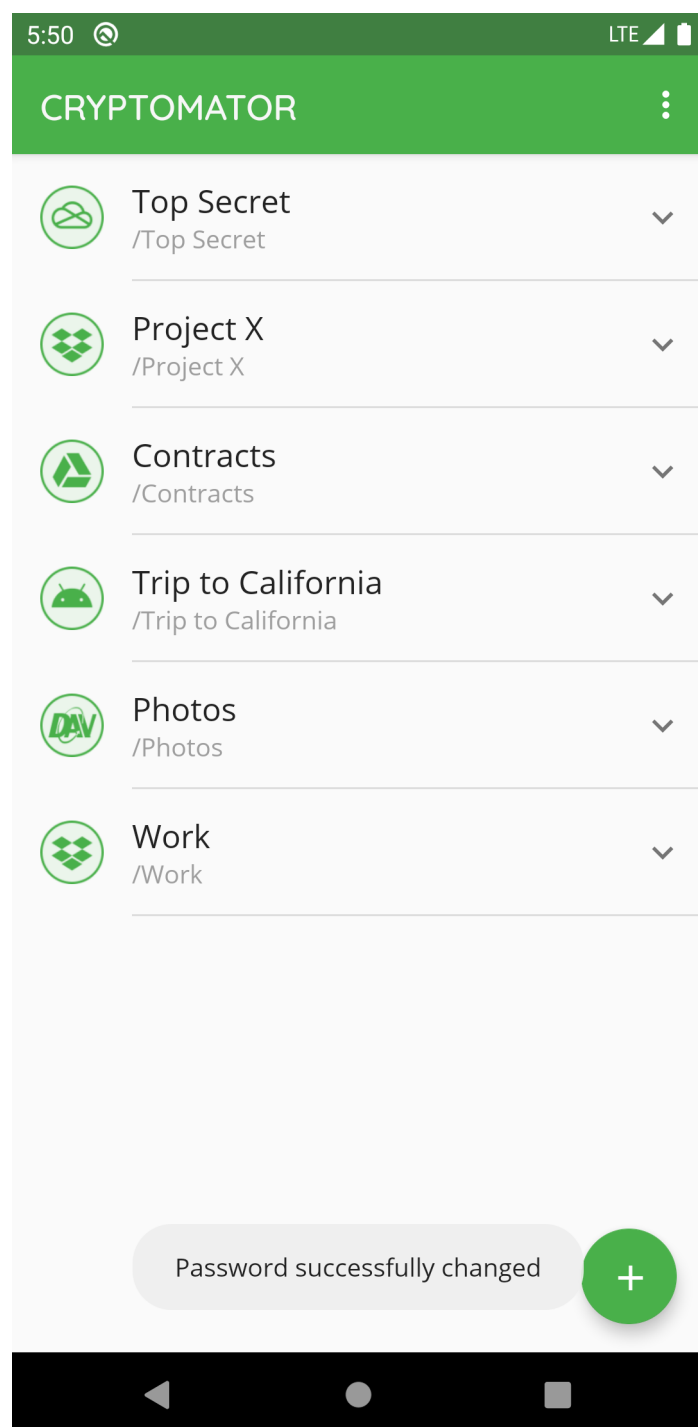 5:50 LTE
CRYPTOMATOR
Top Secret
/Top Secret
Project X
/Project X
Contracts
/Contracts
Trip to California
/Trip to California
DAV
Photos
/Photos
Work
/Work
Password successfully changed